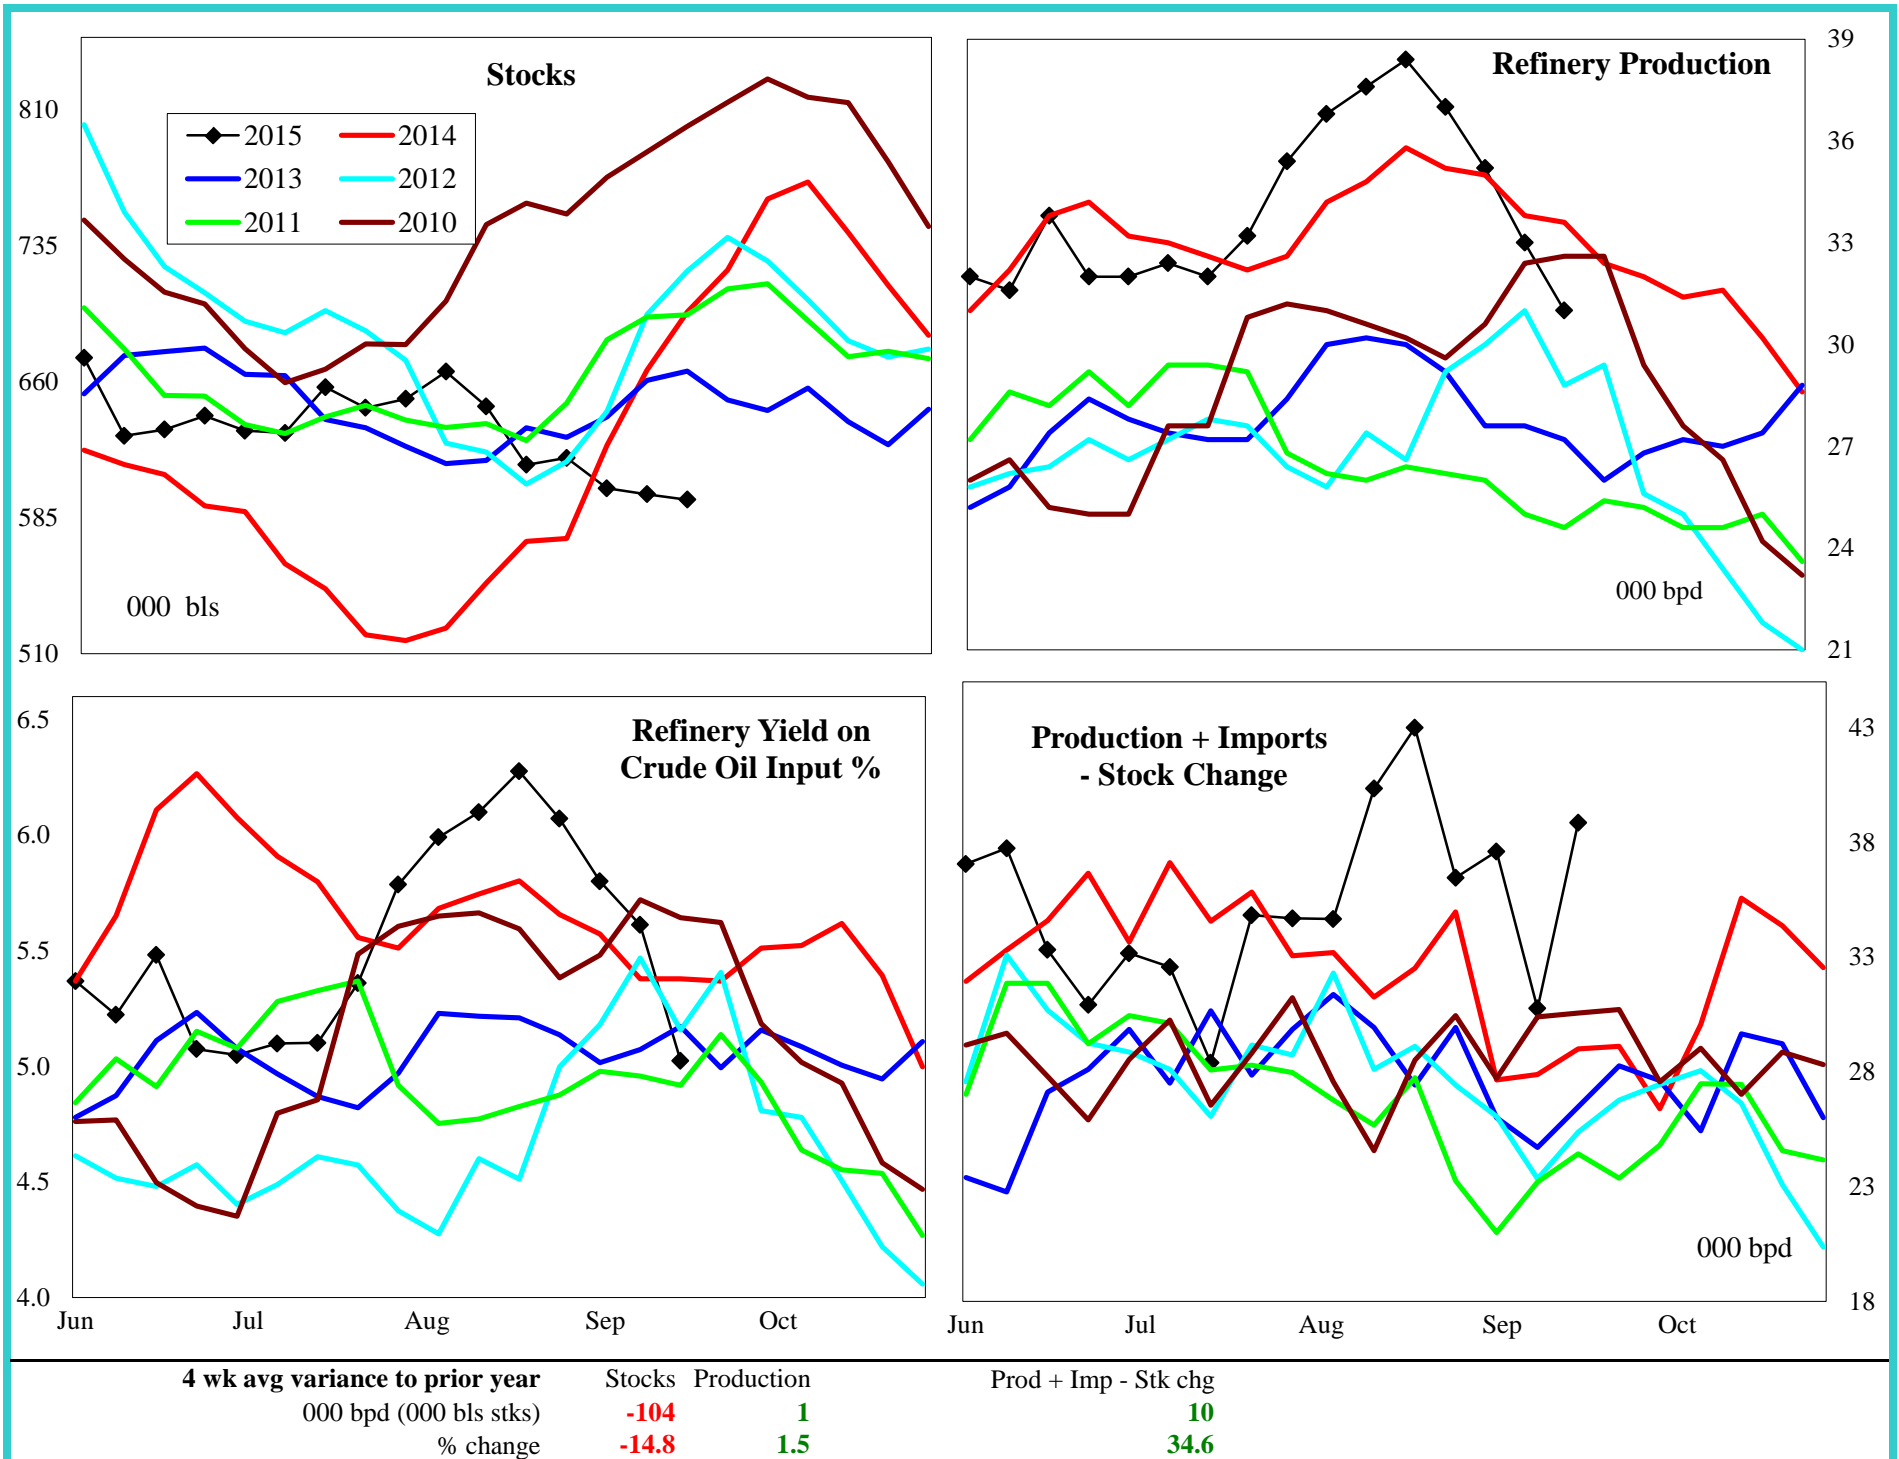 Stocks
810
735
660
585
510
2015 2014
2013 2012
2011 2010
000 bls
Refinery Production
39
36
33
30
27
24
21
000 bpd
Refinery Yield on
Crude Oil Input %
6.5
6.0
5.5
5.0
4.5
4.0
Jun Jul Aug Sep Oct
Production + Imports
- Stock Change
43
38
33
28
23
18
000 bpd
Jun Jul Aug Sep Oct
4 wk avg variance to prior year Stocks Production Prod + Imp - Stk chg
000 bpd (000 bls stks) -104 1 10
% change -14.8 1.5 34.6